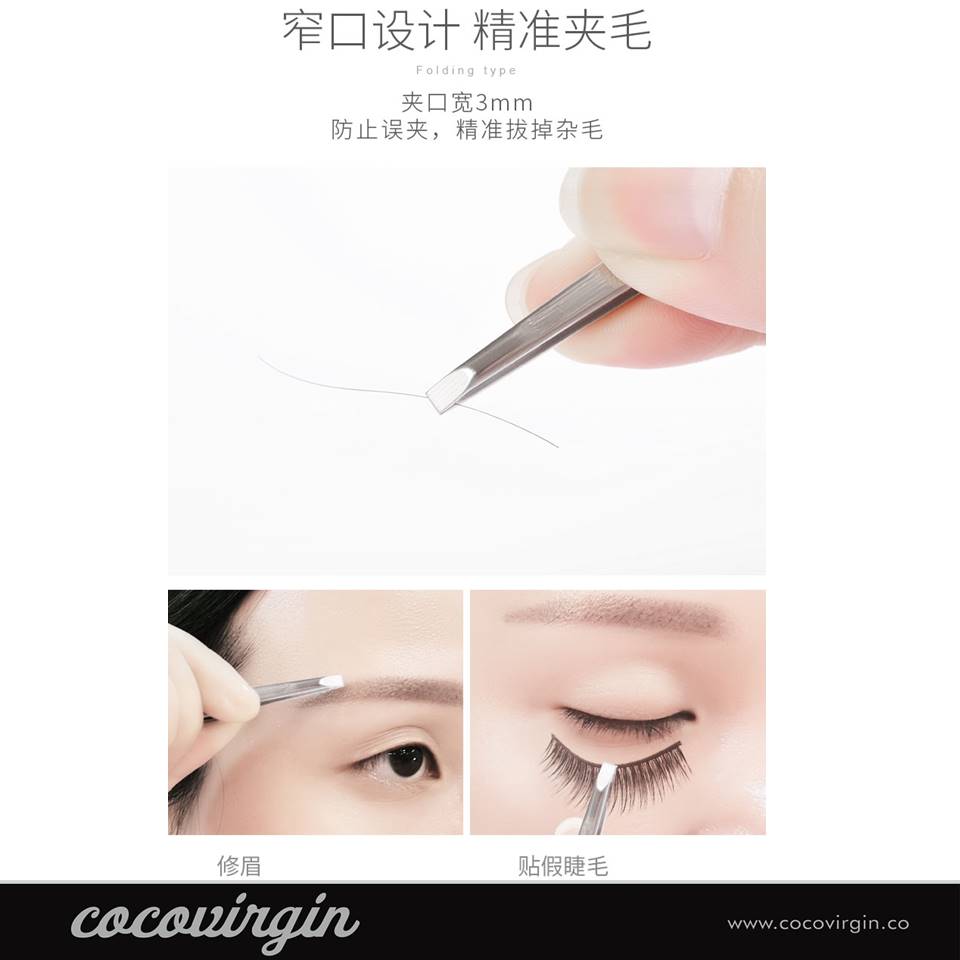 窄口设计 精准夹毛
Folding type
夹口宽3mm
防止误夹，精准拔掉杂毛
修眉
贴假睫毛
cocovirgin
www.cocovirgin.co